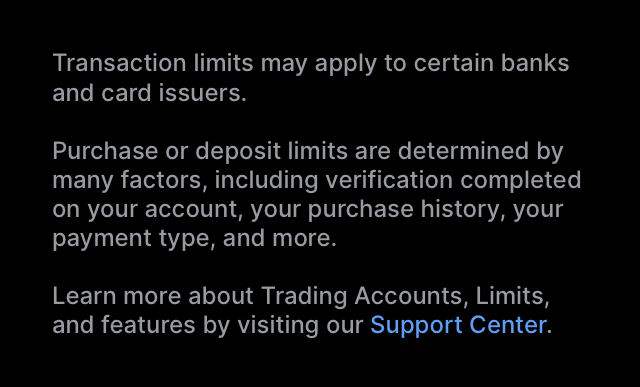 Transaction limits may apply to certain banks
and card issuers.
Purchase or deposit limits are determined by
many factors, including verification completed
on your account, your purchase history, your
payment type, and more.
Learn more about Trading Accounts, Limits,
and features by visiting our Support Center.